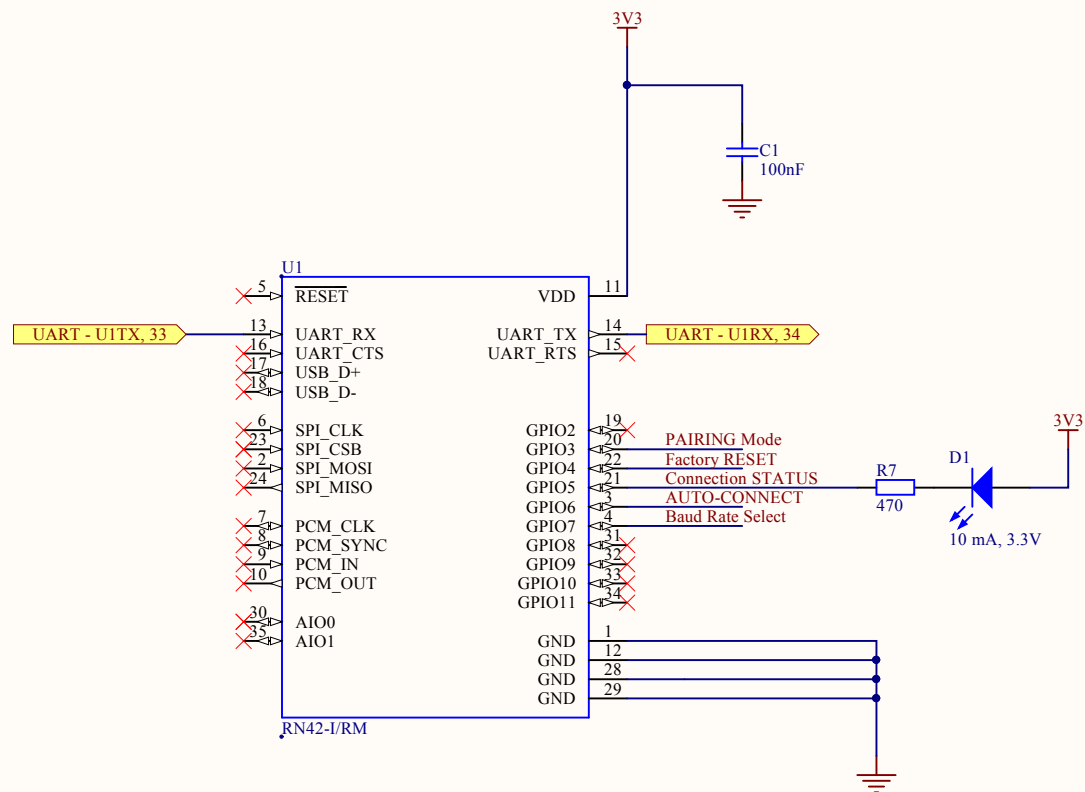 3V3
C1
100nF
U1
5 RESET VDD 11
UART - U1TX, 33 13 UART_RX UART_TX 14 UART - U1RX, 34
16 UART_CTS UART_RTS 15
17 USB_D+
18 USB_D-
6 SPI_CLK GPIO2 19
23 SPI_CSB GPIO3 20 PAIRING Mode
2 SPI_MOSI GPIO4 22 Factory RESET
24 SPI_MISO GPIO5 21 Connection STATUS
GPIO6 3 AUTO-CONNECT
7 PCM_CLK GPIO7 4 Baud Rate Select
8 PCM_SYNC GPIO8 31
9 PCM_IN GPIO9 32
10 PCM_OUT GPIO10 33
GPIO11 34
30 AIO0
35 AIO1
GND 1
GND 12
GND 28
GND 29
RN42-I/RM
3V3
R7
470
D1
10 mA, 3.3V